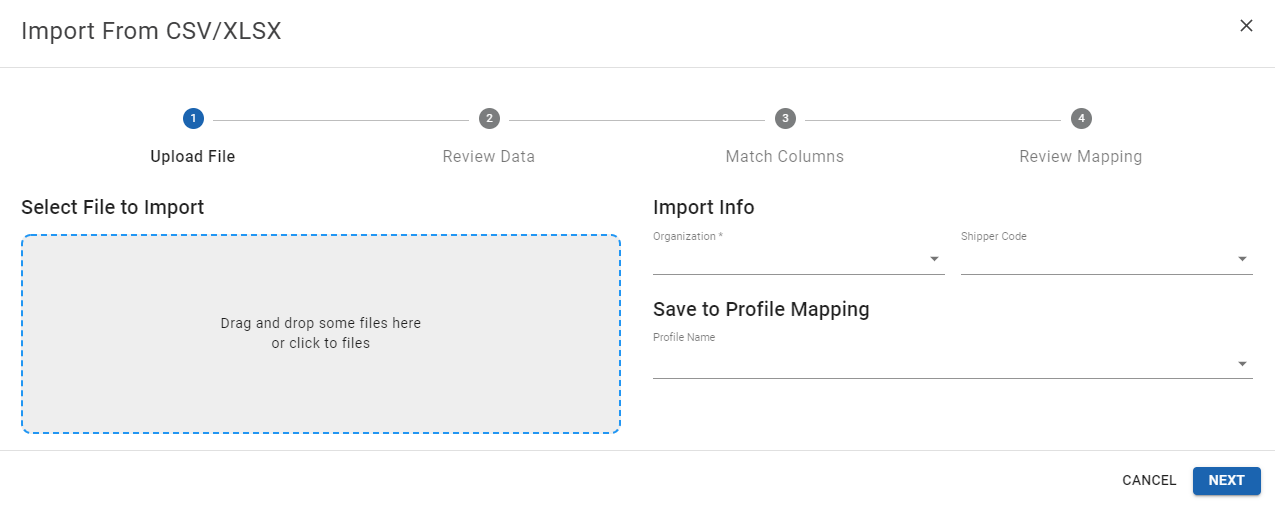 Import From CSV/XLSX
1
2
3
4
Upload File
Review Data
Match Columns
Review Mapping
Select File to Import
Drag and drop some files here
or click to files
Import Info
Organization *
Shipper Code
Save to Profile Mapping
Profile Name
CANCEL
NEXT